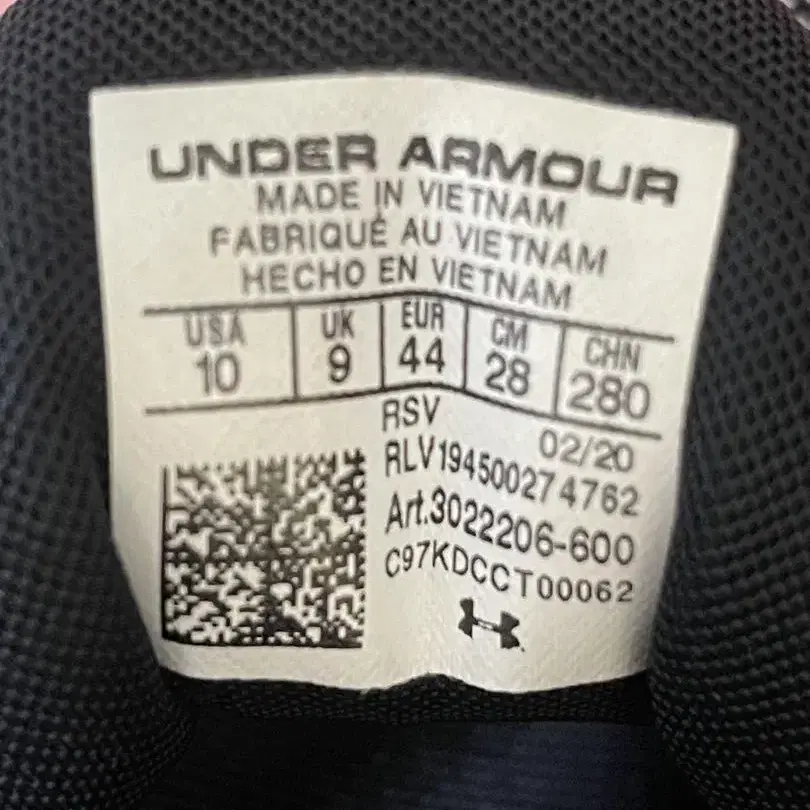 UNDER ARMOUR
MADE IN VIETNAM
FABRIQUÉ AU VIETNAM
HECHO EN VIETNAM
USA UK EUR CM CHN
10 9 44 28 280
RSV 02/20
RLV194500274762
Art.3022206-600
C97KDCCT00062